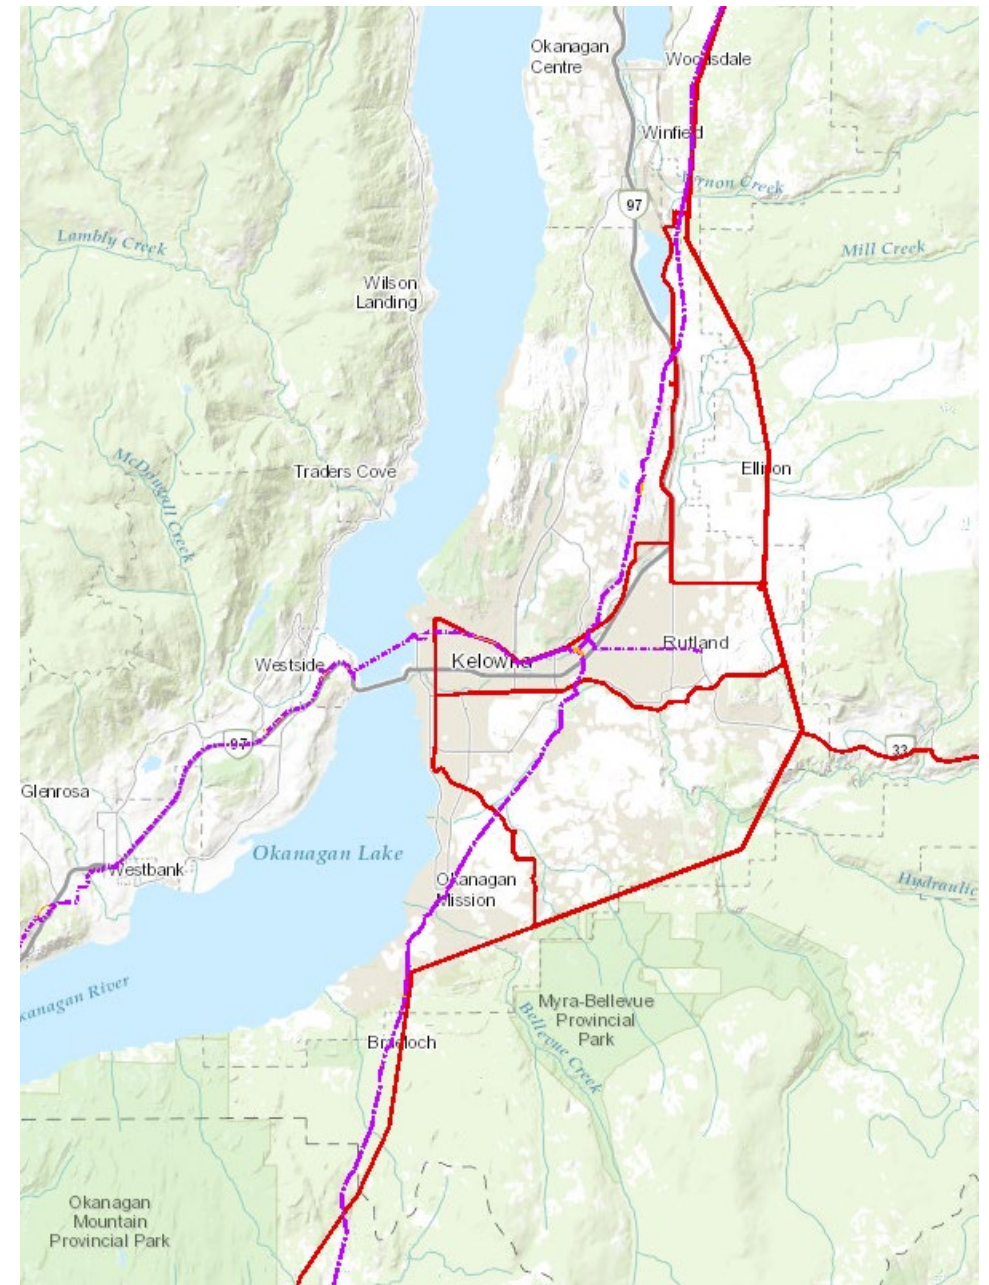 Okanagan
Centre
Woodsdale
Winfield
Vernon Creek
97
Lambly Creek
Mill Creek
Wilson
Landing
McDougall Creek
Traders Cove
Ellison
Westside
Kelowna
Rutland
97
33
Glenrosa
Westbank
Okanagan Lake
Okanagan
Mission
Hydraulic
kanagan River
Myra-Bellevue
Provincial
Park
Bellevue Creek
Braeloch
Okanagan
Mountain
Provincial Park